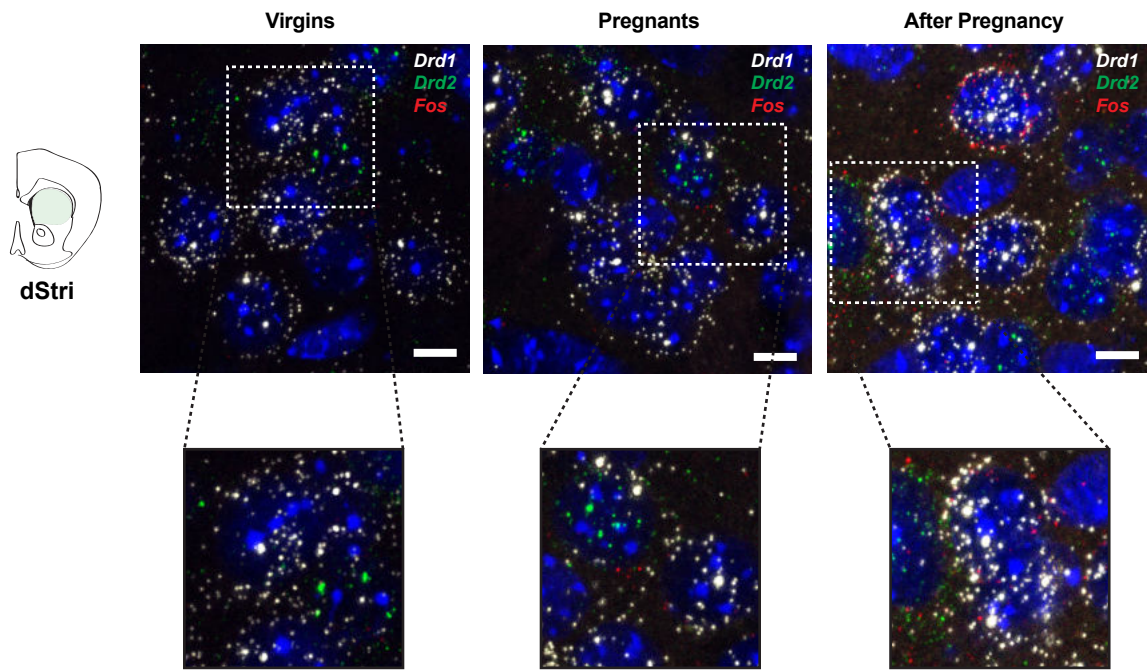 Virgins
Pregnants
After Pregnancy
Drd1
Drd2
Fos
Drd1
Drd2
Fos
Drd1
Drd2
Fos
dStri